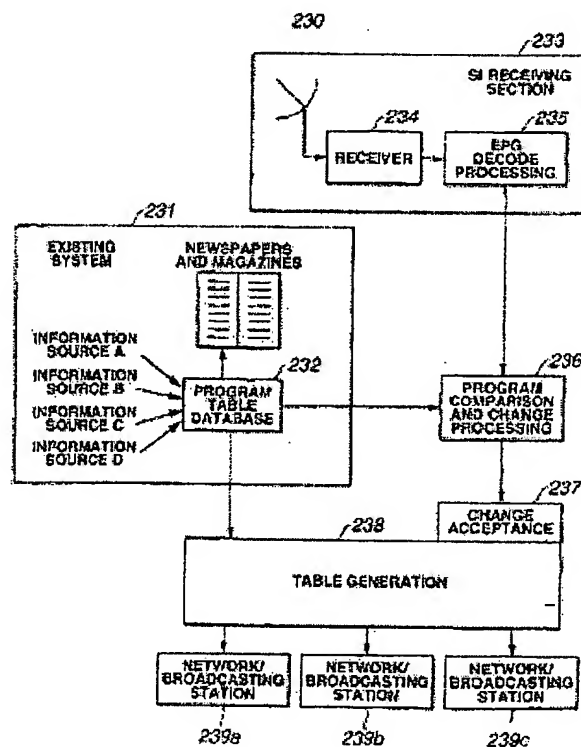 230
233
SI RECEIVING
SECTION
234
235
RECEIVER
EPG
DECODE
PROCESSING
231
EXISTING
SYSTEM
NEWSPAPERS
AND MAGAZINES
INFORMATION
SOURCE A
INFORMATION
SOURCE B
INFORMATION
SOURCE C
INFORMATION
SOURCE D
232
PROGRAM
TABLE
DATABASE
236
PROGRAM
COMPARISON
AND CHANGE
PROCESSING
237
CHANGE
ACCEPTANCE
238
TABLE GENERATION
NETWORK/
BROADCASTING
STATION
NETWORK/
BROADCASTING
STATION
NETWORK/
BROADCASTING
STATION
239a
239b
239c